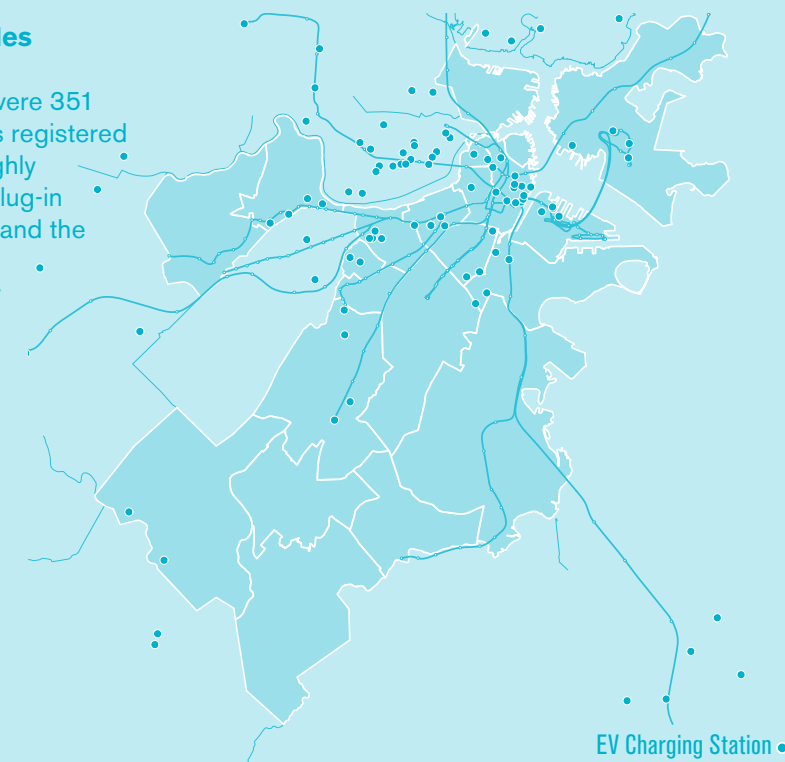 les
were 351
s registered
ghly
lug-in
and the
EV Charging Station